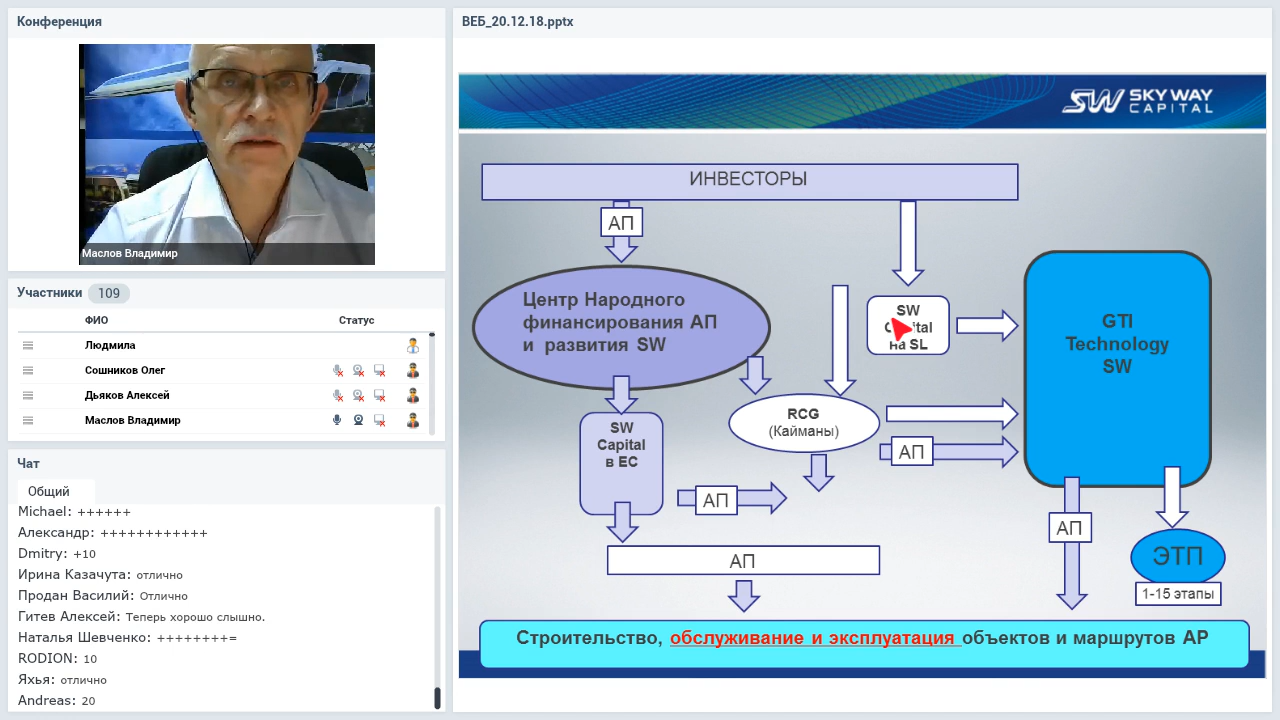 Конференция
Маслов Владимир
Участники 109
ФИО Статус
Людмила
Сошников Олег
Дьяков Алексей
Маслов Владимир
Чат
Общий
Michael: ++++++
Александр: ++++++++++++
Dmitry: +10
Ирина Казачута: отлично
Продан Василий: Отлично
Гитев Алексей: Теперь хорошо слышно.
Наталья Шевченко: ++++++++=
RODION: 10
Яхья: отлично
Andreas: 20
ВЕБ_20.12.18.pptx
SW SKY WAY
CAPITAL
ИНВЕСТОРЫ
АП
Центр Народного
финансирования АП
и развития SW
SW
на SL
GTI
Technology
SW
RCG
(Кайманы)
SW
Capital
в ЕС
АП
АП
АП
АП
ЭТП
1-15 этапы
Строительство, обслуживание и эксплуатация объектов и маршрутов АР